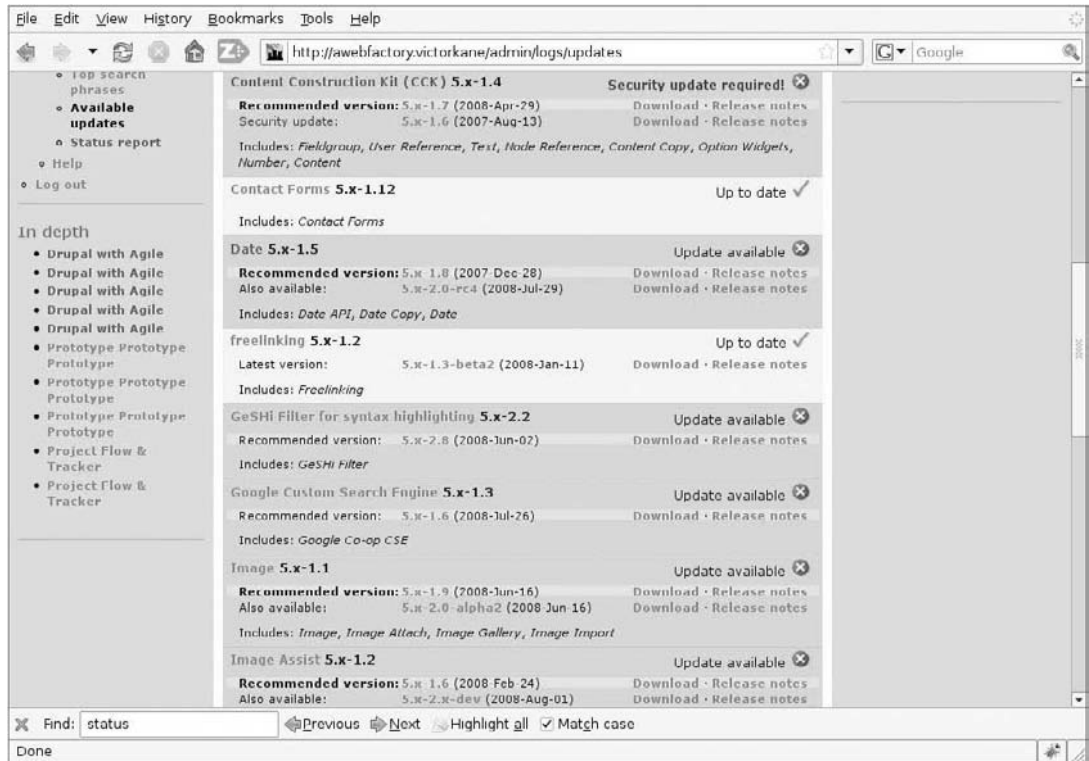 File Edit View History Bookmarks Tools Help
http://awebfactory.victorkane/admin/logs/updates
G Google
Top search
phrases
Available
updates
Status report
Help
Log out
In depth
Drupal with Agile
Drupal with Agile
Drupal with Agile
Drupal with Agile
Drupal with Agile
Prototype Prototype
Prototype
Prototype Prototype
Prototype
Prototype Prototype
Prototype
Project Flow &
Tracker
Project Flow &
Tracker
Content Construction Kit (CCK) 5.x-1.4 Security update required!
Recommended version: 5.x-1.7 (2008-Apr-29) Download · Release notes
Security update: 5.x-1.6 (2007-Aug-13) Download · Release notes
Includes: Fieldgroup, User Reference, Text, Node Reference, Content Copy, Option Widgets,
Number, Content
Contact Forms 5.x-1.12 Up to date
Includes: Contact Forms
Date 5.x-1.5 Update available
Recommended version: 5.x-1.8 (2007-Dec-28) Download · Release notes
Also available: 5.x-2.0-rc4 (2008-Jul-29) Download · Release notes
Includes: Date API, Date Copy, Date
freelinking 5.x-1.2 Up to date
Latest version: 5.x-1.3-beta2 (2008-Jan-11) Download · Release notes
Includes: Freelinking
GeSHi Filter for syntax highlighting 5.x-2.2 Update available
Recommended version: 5.x-2.8 (2008-Jun-02) Download · Release notes
Includes: GeSHi Filter
Google Custom Search Engine 5.x-1.3 Update available
Recommended version: 5.x-1.6 (2008-Jul-26) Download · Release notes
Includes: Google Co-op CSE
Image 5.x-1.1 Update available
Recommended version: 5.x-1.9 (2008-Jun-16) Download · Release notes
Also available: 5.x-2.0-alpha2 (2008-Jun-16) Download · Release notes
Includes: Image, Image Attach, Image Gallery, Image Import
Image Assist 5.x-1.2 Update available
Recommended version: 5.x-1.6 (2008-Feb-24) Download · Release notes
Also available: 5.x-2.x-dev (2008-Aug-01) Download · Release notes
Find: status Previous Next Highlight all Match case
Done